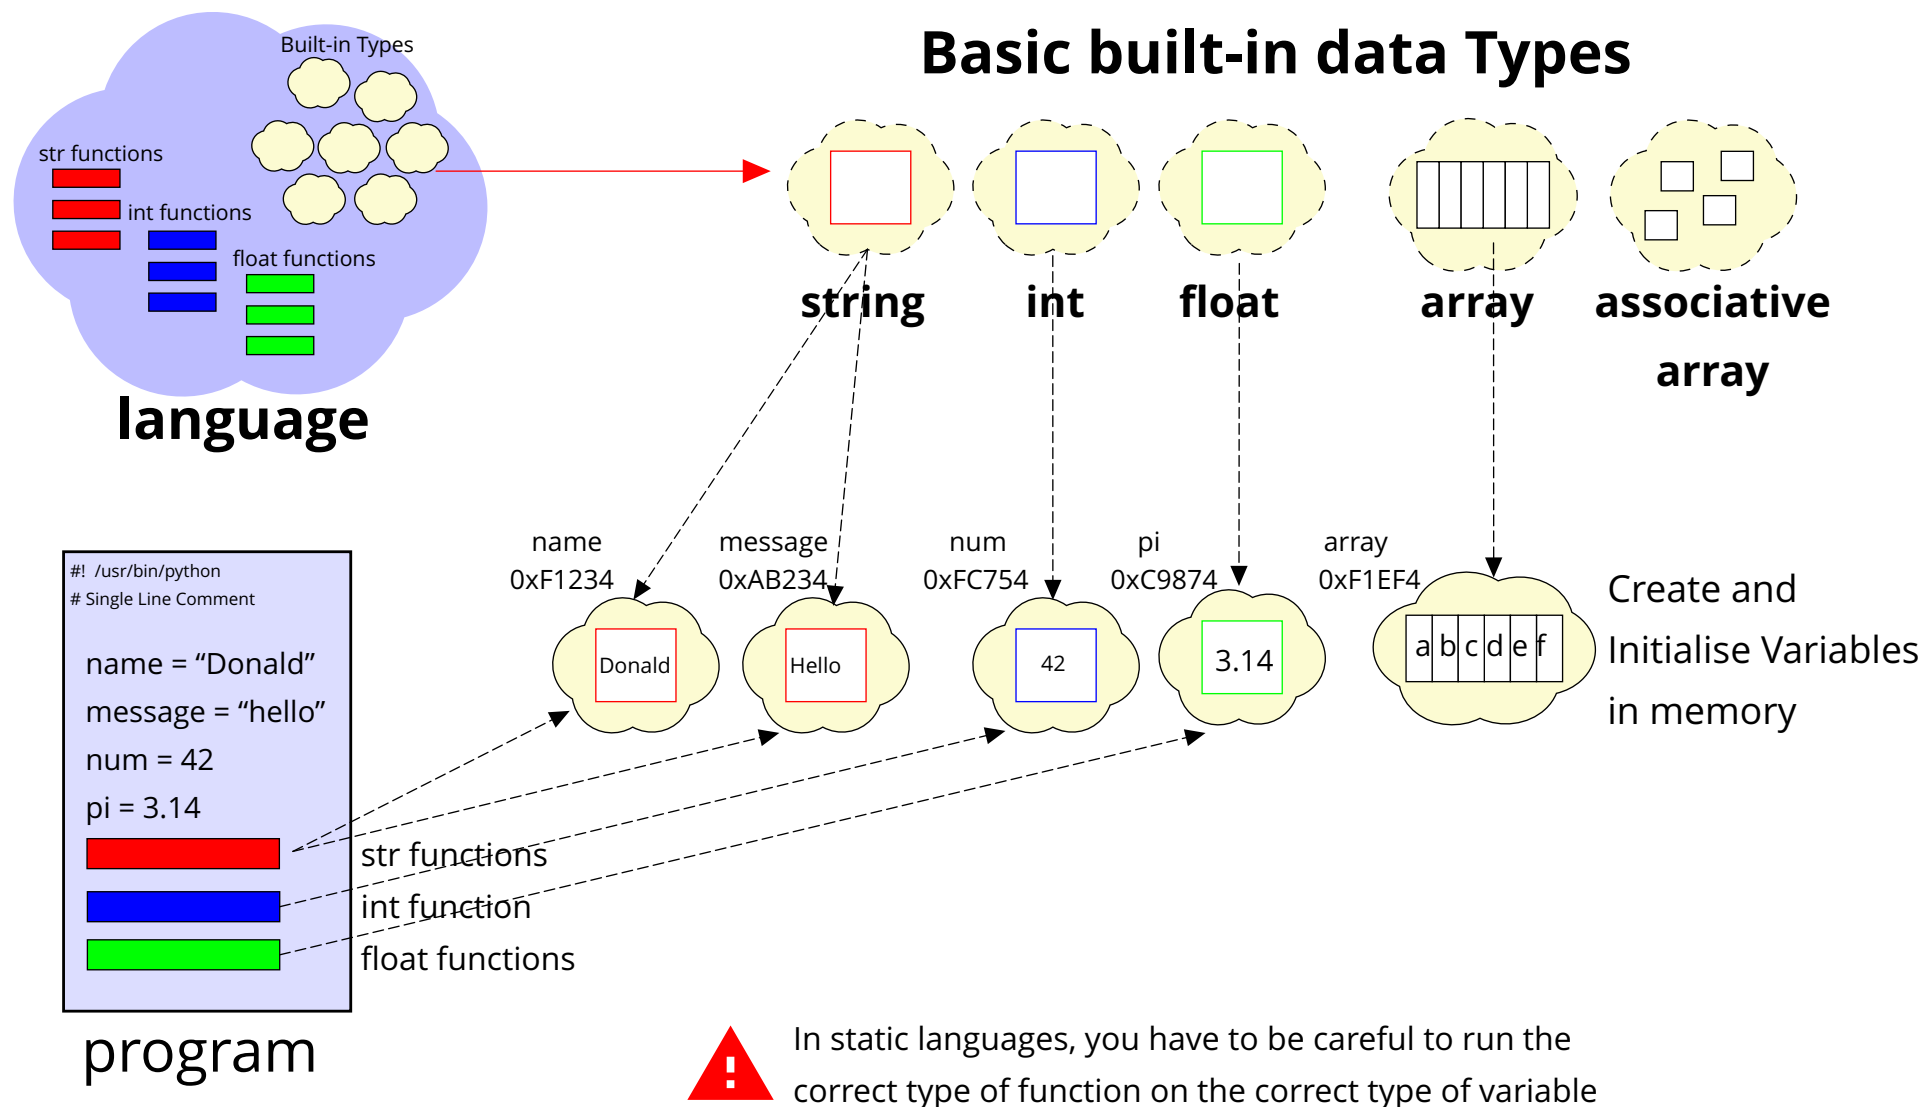 Basic built-in data Types
Built-in Types
str functions
int functions
float functions
language
string
int
float
array
associative
array
name
0xF1234
message
0xAB234
num
0xFC754
pi
0xC9874
array
0xF1EF4
Donald
Hello
42
3.14
a b c d e f
Create and
Initialise Variables
in memory
#! /usr/bin/python
# Single Line Comment
name = “Donald”
message = “hello”
num = 42
pi = 3.14
str functions
int function
float functions
program
In static languages, you have to be careful to run the
correct type of function on the correct type of variable